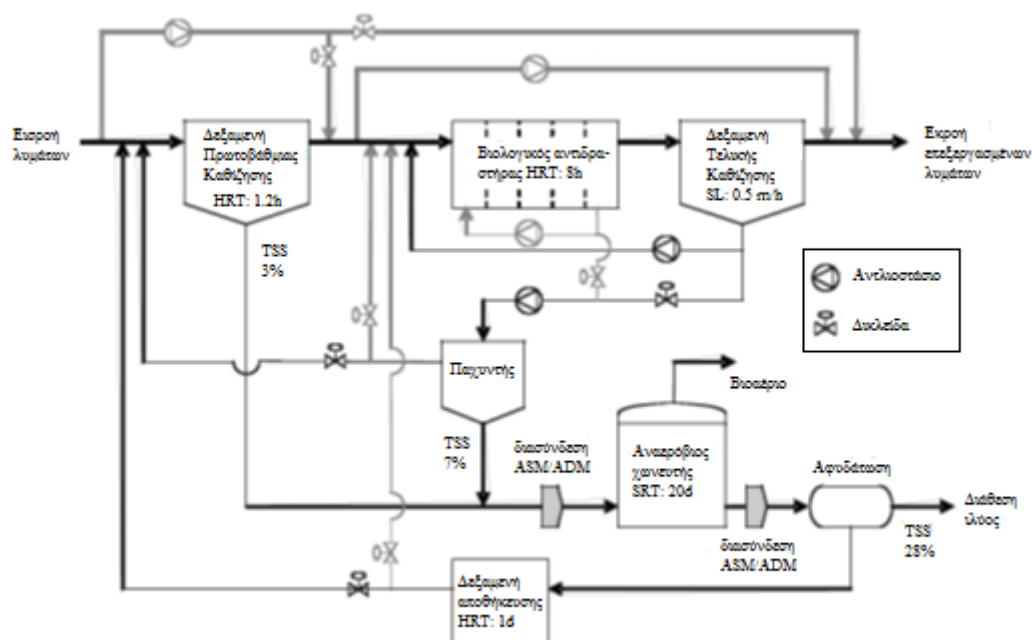 Εισροή
λυμάτων
Δεξαμενή
Πρωτοβάθμιας
Καθίζησης
HRT: 1.2h
Βιολογικός αντιδρα-
στήρας HRT: 8h
Δεξαμενή
Τελικής
Καθίζησης
SL: 0.5 m/h
Εκροή
επεξεργασμένων
λυμάτων
TSS
3%
Αντλιοστάσιο
Δικλείδα
Παχυντής
Βιοαέριο
TSS
7%
διασύνδεση
ASM/ADM
Αναερόβιος
χωνευτής
SRT: 20d
Αφυδάτωση
Διάθεση
ιλύος
TSS
28%
διασύνδεση
ASM/ADM
Δεξαμενή
αποθήκευσης
HRT: 1d